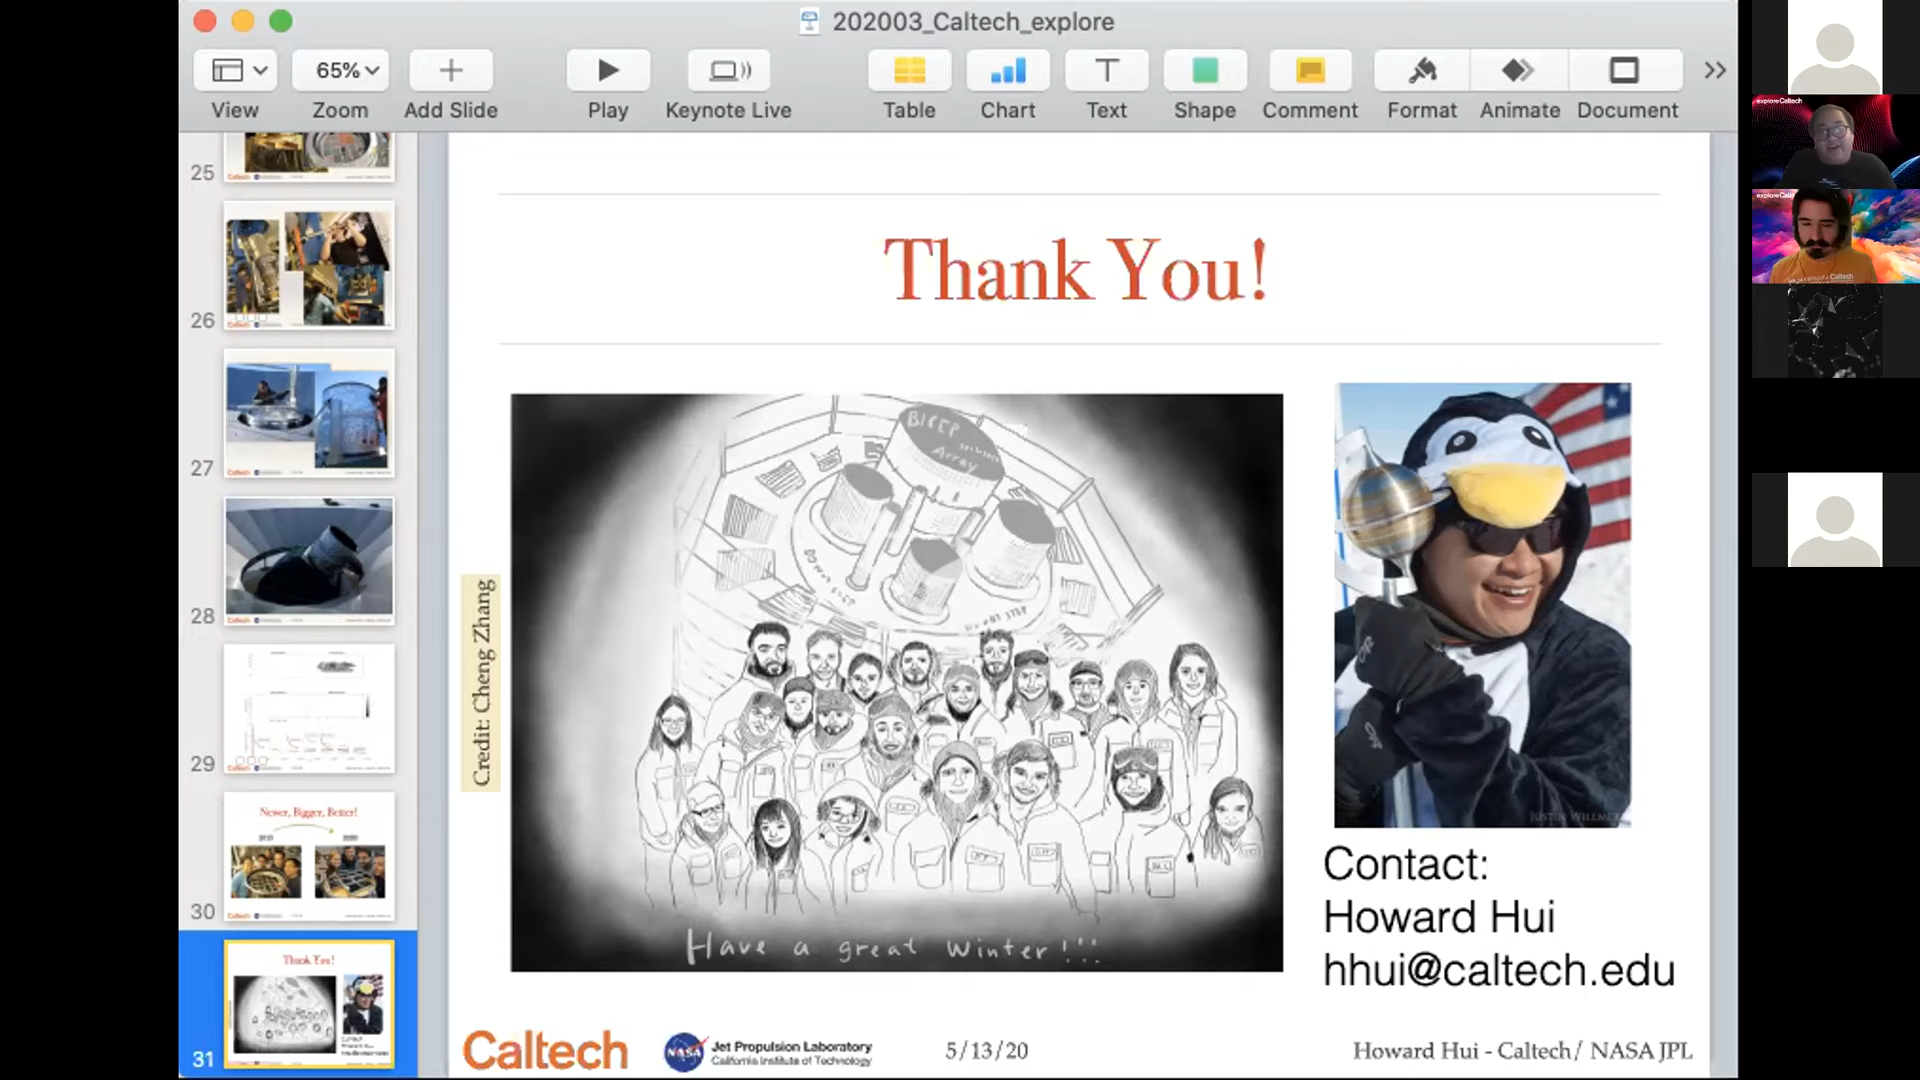 202003_Caltech_explore
65%
View
Zoom
Add Slide
Play
Keynote Live
Table
Chart
Text
Shape
Comment
Format
Animate
Document
25
26
27
28
29
Newer, Bigger, Better!
30
Thank You!
31
Thank You!
BICEP
Array
Credit: Cheng Zhang
Have a great winter!!!
Contact:
Howard Hui
hhui@caltech.edu
Caltech
NASA
Jet Propulsion Laboratory
California Institute of Technology
5/13/20
Howard Hui - Caltech/ NASA JPL
exploreCaltech